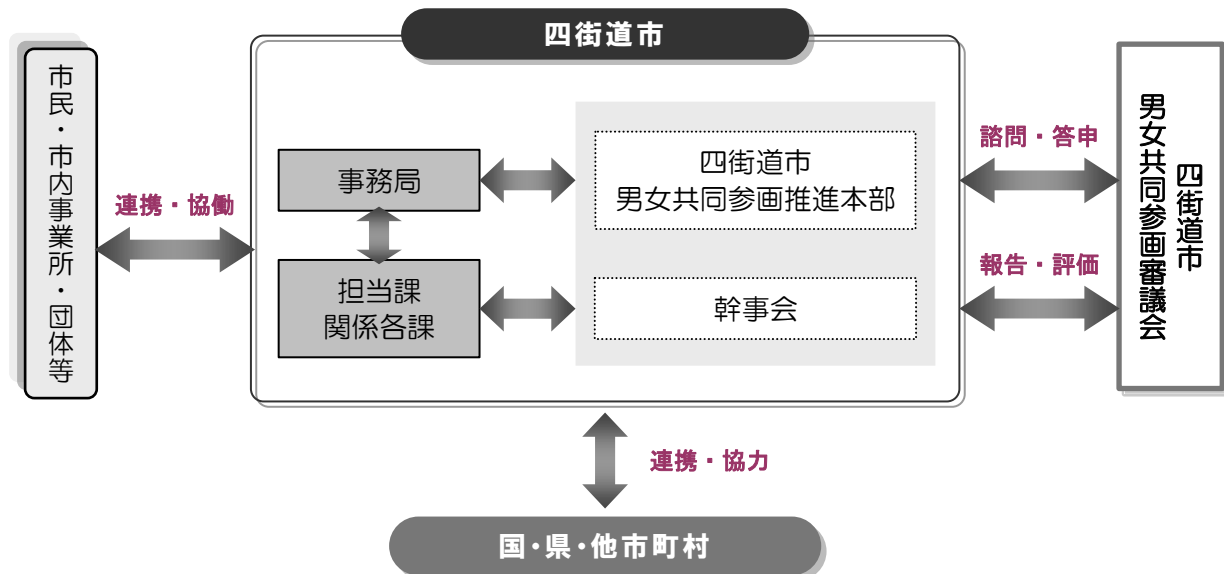 四街道市
市民・市内事業所・団体等
連携・協働
事務局
担当課
関係各課
四街道市
男女共同参画推進本部
幹事会
諮問・答申
報告・評価
四街道市
男女共同参画審議会
連携・協力
国・県・他市町村